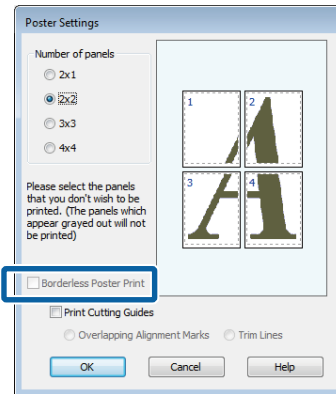 Poster Settings
Number of panels
2x1
2x2
3x3
4x4
1 2
3 4
Please select the panels
that you don't wish to be
printed. (The panels which
appear grayed out will not
be printed)
Borderless Poster Print
Print Cutting Guides
Overlapping Alignment Marks Trim Lines
OK Cancel Help